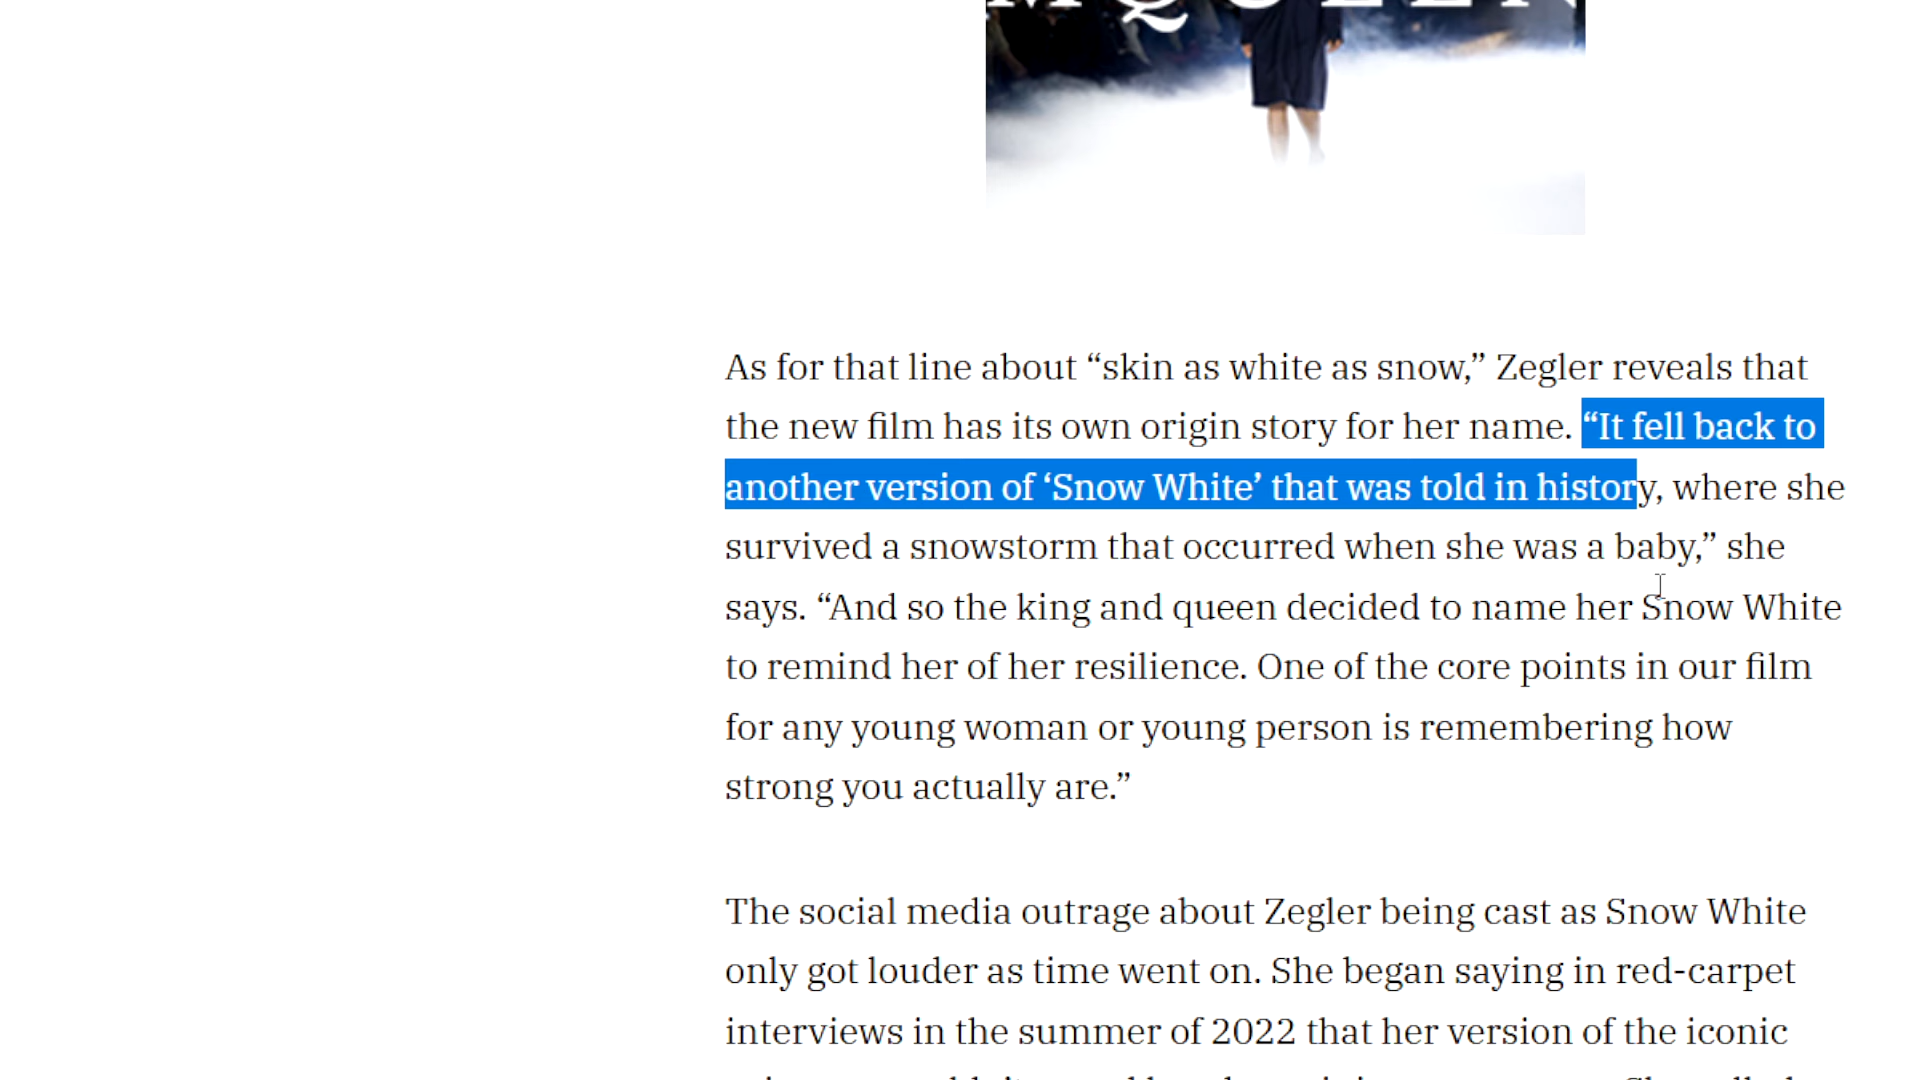 MQUEEN
As for that line about “skin as white as snow,” Zegler reveals that
the new film has its own origin story for her name. “It fell back to
another version of ‘Snow White’ that was told in history, where she
survived a snowstorm that occurred when she was a baby,” she
says. “And so the king and queen decided to name her Snow White
to remind her of her resilience. One of the core points in our film
for any young woman or young person is remembering how
strong you actually are.”
The social media outrage about Zegler being cast as Snow White
only got louder as time went on. She began saying in red-carpet
interviews in the summer of 2022 that her version of the iconic